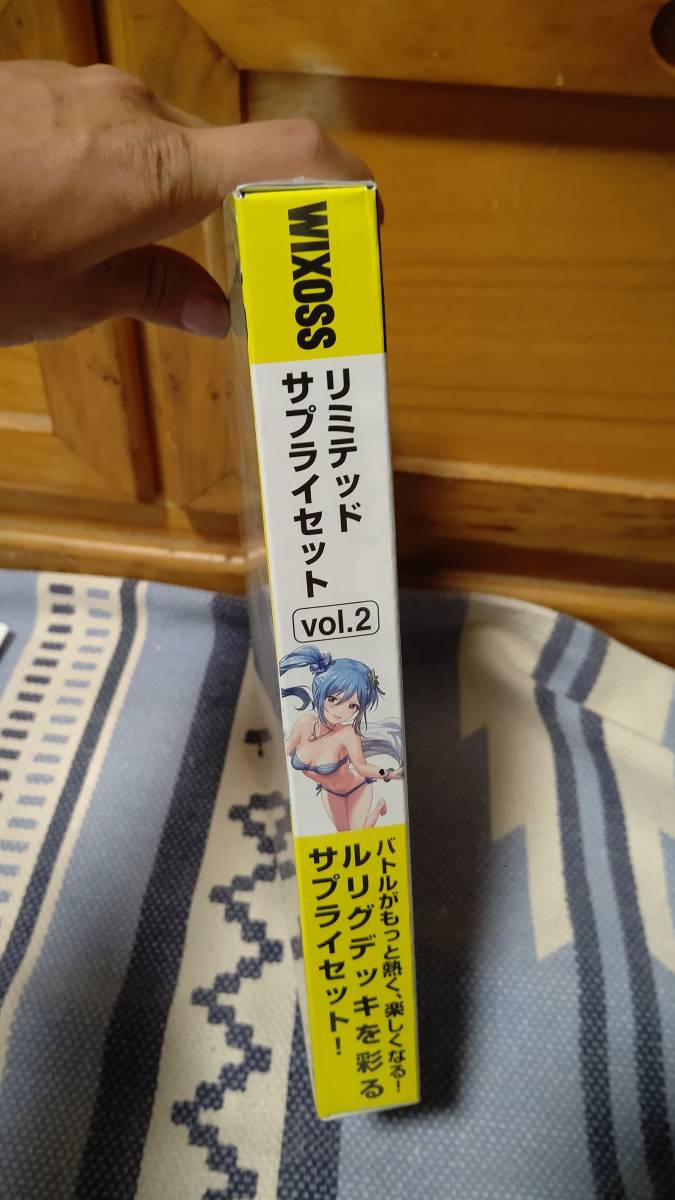 WIXOSS
リミテッド
サプライセット
vol.2
バトルがもっと熱く、楽しくなる!
ルリグデッキを彩る
サプライセット!